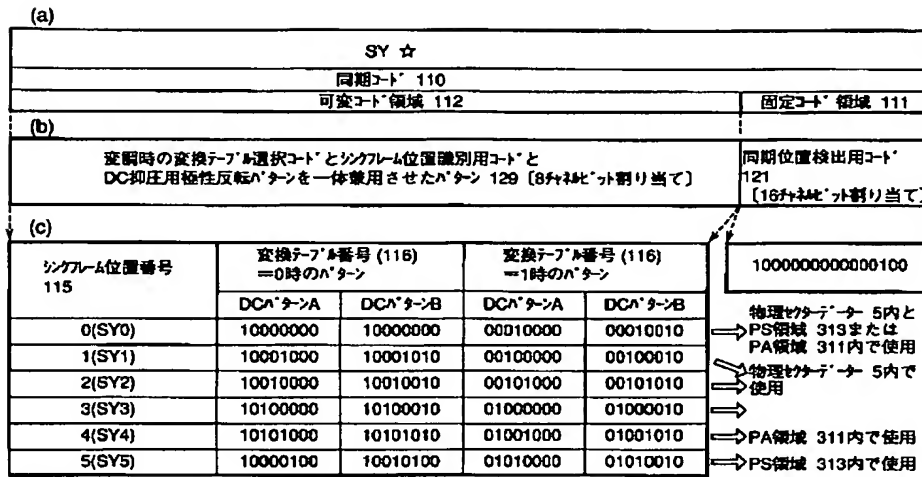 (a)
SY ☆
同期ｺｰﾄﾞ 110
可変ｺｰﾄﾞ領域 112
固定ｺｰﾄﾞ領域 111
(b)
変調時の変換ﾃｰﾌﾞﾙ選択ｺｰﾄﾞとｼﾝｸﾌﾚｰﾑ位置識別用ｺｰﾄﾞと
DC抑圧用極性反転ﾊﾟﾀｰﾝを一体兼用させたﾊﾟﾀｰﾝ 129〔8ﾁｬﾈﾙﾋﾞｯﾄ割り当て〕
同期位置検出用ｺｰﾄﾞ
121
〔16ﾁｬﾈﾙﾋﾞｯﾄ割り当て〕
(c)
ｼﾝｸﾌﾚｰﾑ位置番号
115
変換ﾃｰﾌﾞﾙ番号 (116)
＝0時のﾊﾟﾀｰﾝ
変換ﾃｰﾌﾞﾙ番号 (116)
＝1時のﾊﾟﾀｰﾝ
1000000000000100
DCﾊﾟﾀｰﾝA DCﾊﾟﾀｰﾝB DCﾊﾟﾀｰﾝA DCﾊﾟﾀｰﾝB
0(SY0) 10000000 10000000 00010000 00010010
1(SY1) 10001000 10001010 00100000 00100010
2(SY2) 10010000 10010010 00101000 00101010
3(SY3) 10100000 10100010 01000000 01000010
4(SY4) 10101000 10101010 01001000 01001010
5(SY5) 10000100 10010100 01010000 01010010
物理ｾｸﾀｰﾃﾞｰﾀｰ 5内と
PS領域 313または
PA領域 311内で使用
物理ｾｸﾀｰﾃﾞｰﾀｰ 5内で
使用
PA領域 311内で使用
PS領域 313内で使用